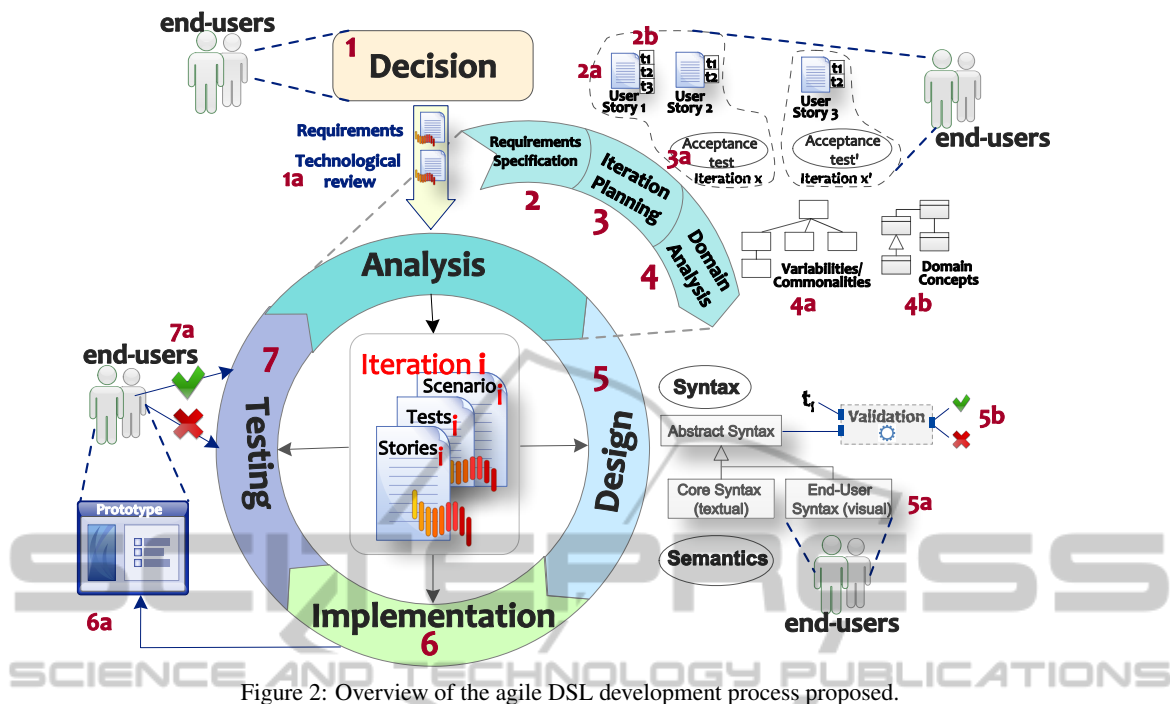 end-users
1
Decision
Requirements
Technological
review
1a
2a
2b
t1
t2
t3
User
Story 1
t1
t2
User
Story 2
t1
t2
User
Story 3
end-users
3a
Acceptance
test
Iteration x
Acceptance
test'
Iteration x'
Requirements
Specification
2
Iteration
Planning
3
Domain
Analysis
4
Variabilities/
Commonalities
4a
Domain
Concepts
4b
Analysis
7a
end-users
7
Testing
Iteration i
Scenario i
Tests i
Stories i
5
Design
Syntax
Abstract Syntax
ti
Validation
5b
Core Syntax
(textual)
End-User
Syntax (visual)
5a
Semantics
end-users
Prototype
6a
Implementation
6
SCITEPRESS
SCIENCE AND TECHNOLOGY PUBLICATIONS
Figure 2: Overview of the agile DSL development process proposed.